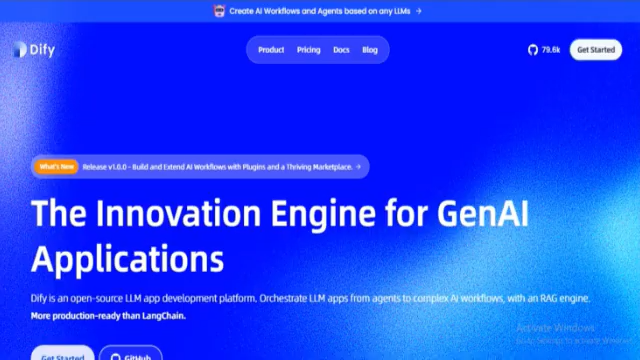 Create AI Workflows and Agents based on any LLMs →
Dify
Product Pricing Docs Blog
79.6k
Get Started
What's New Release v1.0.0 - Build and Extend AI Workflows with Plugins and a Thriving Marketplace. →
The Innovation Engine for GenAI
Applications
Dify is an open-source LLM app development platform. Orchestrate LLM apps from agents to complex AI workflows, with an RAG engine.
More production-ready than LangChain.
Activate Windows
Get Started GitHub